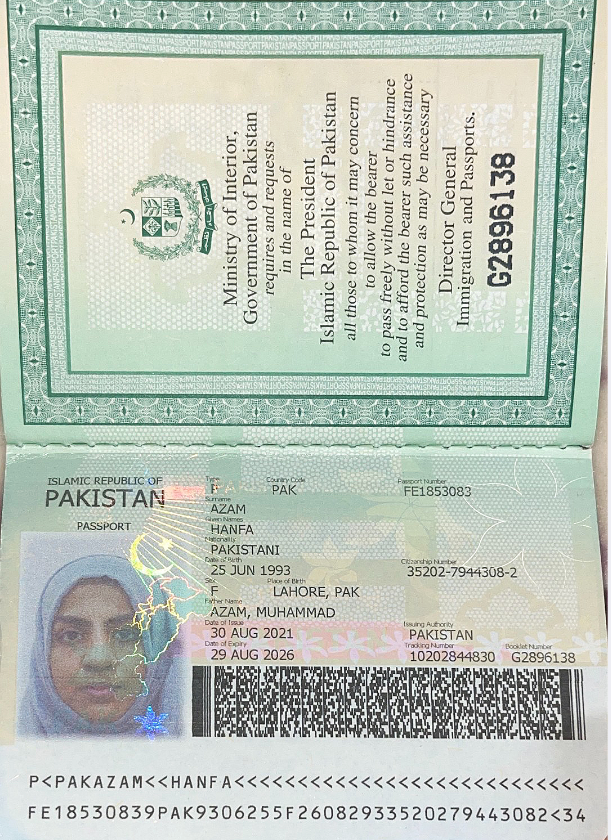 Ministry of Interior,
Government of Pakistan
requires and requests
in the name of
The President
Islamic Republic of Pakistan
all those to whom it may concern
to allow the bearer
to pass freely without let or hindrance
and to afford the bearer such assistance
and protection as may be necessary
Director General
Immigration and Passports.
G2896138
ISLAMIC REPUBLIC OF
PAKISTAN
PASSPORT
Type Country Code Passport Number
P PAK FE1853083
Surname
AZAM
Given Names
HANFA
Nationality
PAKISTANI
Date of Birth Citizenship Number
25 JUN 1993 35202-7944308-2
Sex Place of Birth
F LAHORE, PAK
Father Name
AZAM, MUHAMMAD
Date of Issue Issuing Authority
30 AUG 2021 PAKISTAN
Date of Expiry Tracking Number Booklet Number
29 AUG 2026 10202844830 G2896138
P<PAKAZAM<<HANFA<<<<<<<<<<<<<<<<<<<<<<<<<<<<
FE18530839PAK9306255F26082933520279443082<34